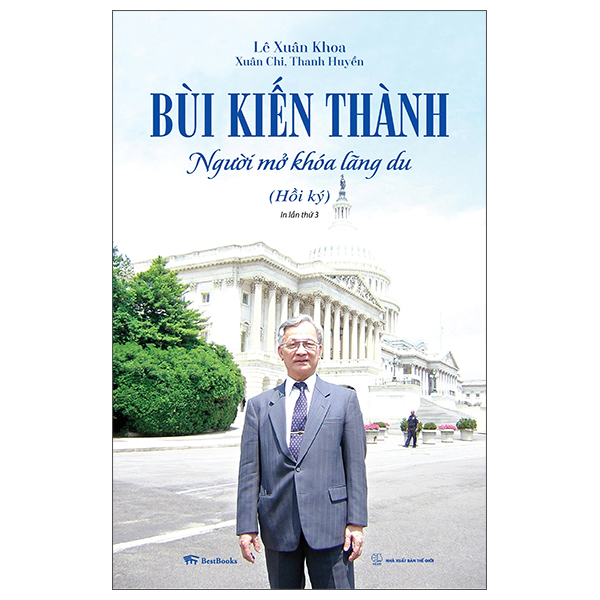 Lê Xuân Khoa
Xuân Chi, Thanh Huyền
BÙI KIẾN THÀNH
Người mở khóa lãng du
(Hồi ký)
In lần thứ 3
BestBooks
NHÀ XUẤT BẢN THẾ GIỚI